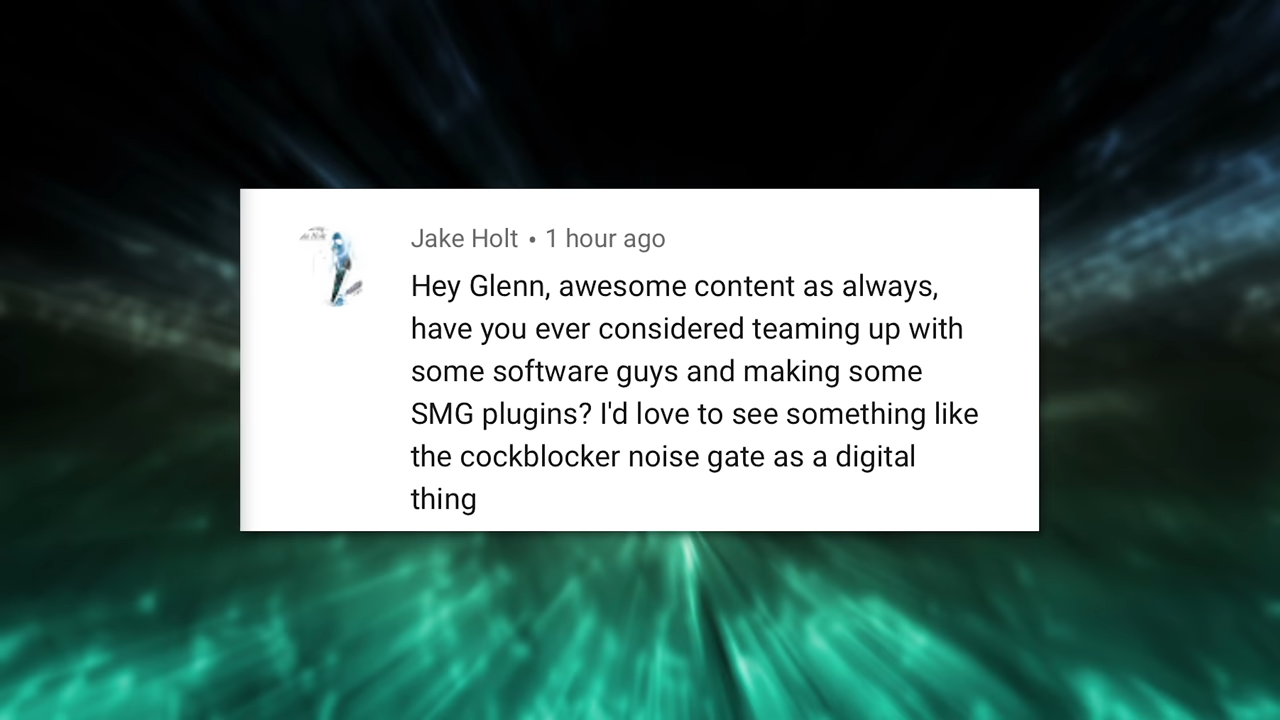 Jake Holt • 1 hour ago
Hey Glenn, awesome content as always,
have you ever considered teaming up with
some software guys and making some
SMG plugins? I'd love to see something like
the cockblocker noise gate as a digital
thing